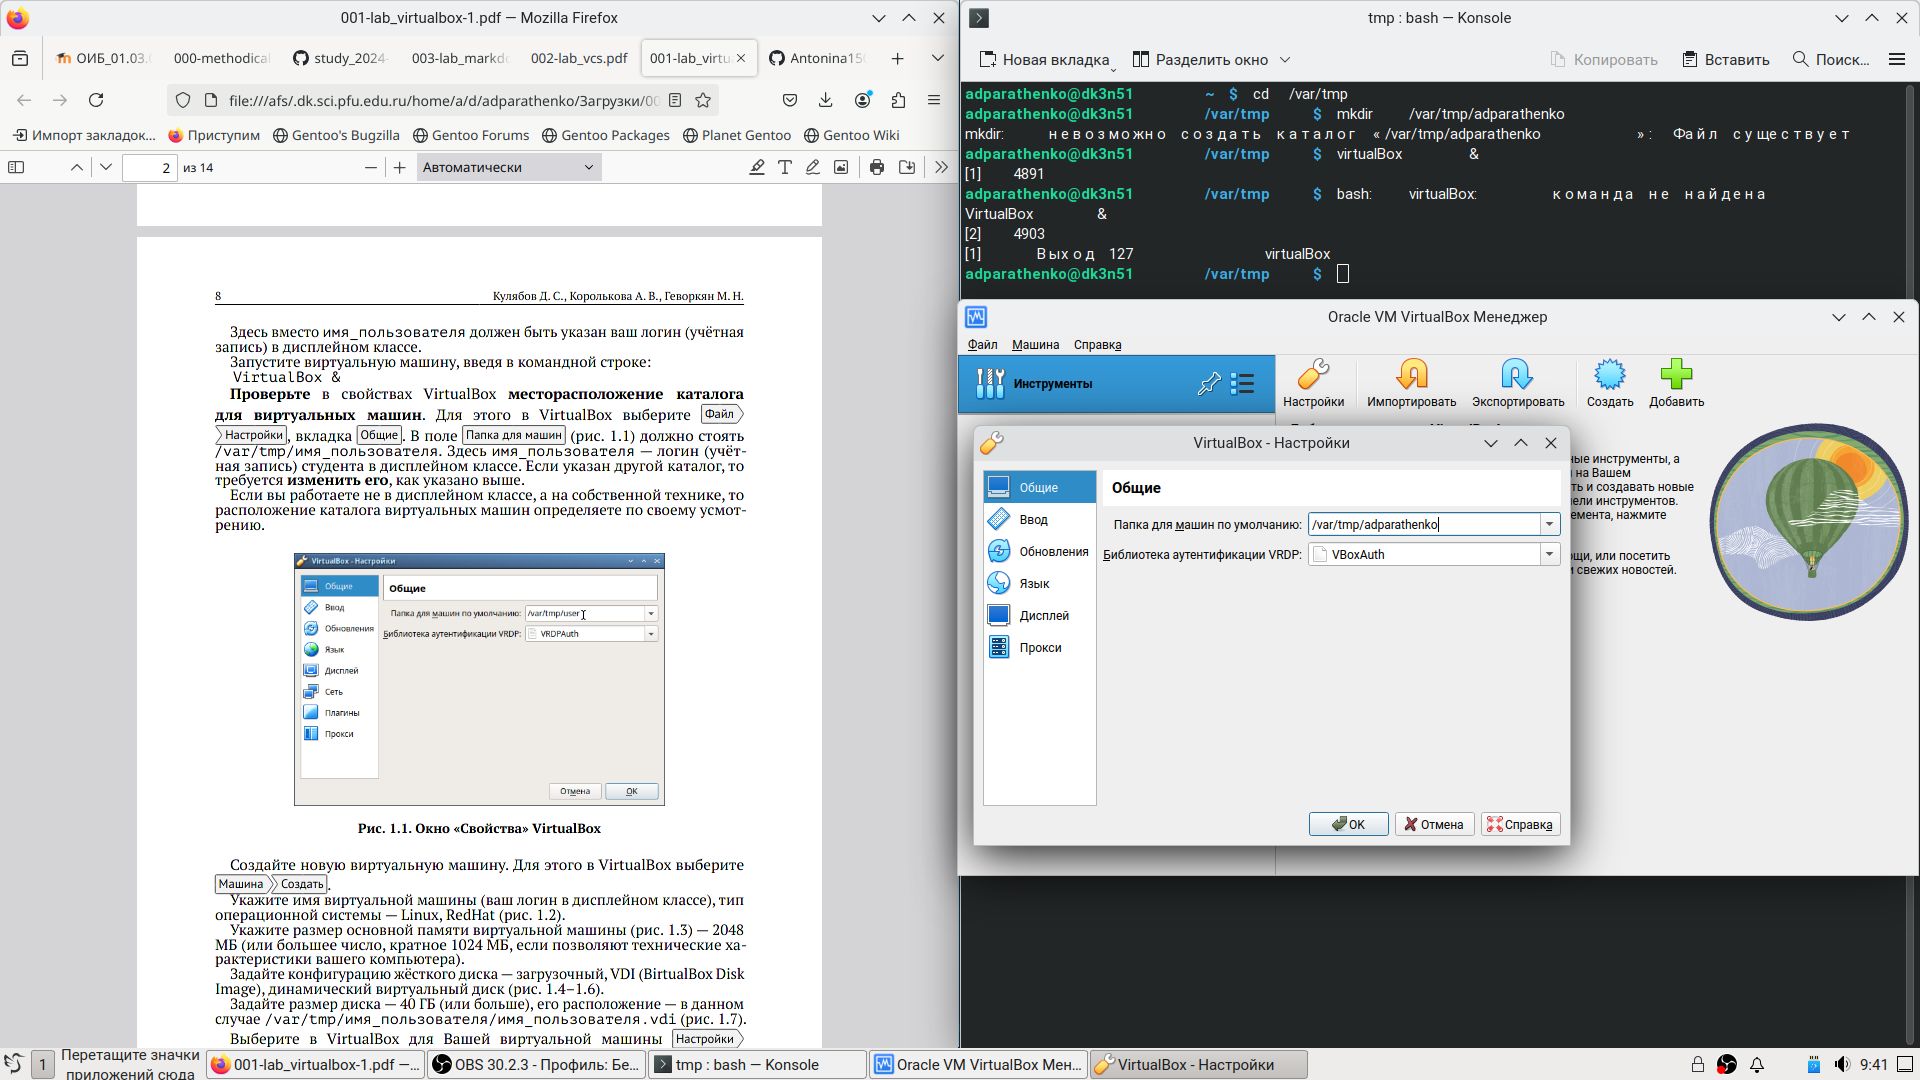 001-lab_virtualbox-1.pdf — Mozilla Firefox
ОИБ_01.03.0
000-methodical
study_2024-
003-lab_markdo
002-lab_vcs.pdf
001-lab_virtu
Antonina150
file:///afs/.dk.sci.pfu.edu.ru/home/a/d/adparathenko/Загрузки/00
Импорт закладок...
Приступим
Gentoo's Bugzilla
Gentoo Forums
Gentoo Packages
Planet Gentoo
Gentoo Wiki
2 из 14
Автоматически
8 Кулябов Д. С., Королькова А. В., Геворкян М. Н.
Здесь вместо имя_пользователя должен быть указан ваш логин (учётная
запись) в дисплейном классе.
Запустите виртуальную машину, введя в командной строке:
VirtualBox &
Проверьте в свойствах VirtualBox месторасположение каталога
для виртуальных машин. Для этого в VirtualBox выберите Файл
Настройки, вкладка Общие. В поле Папка для машин (рис. 1.1) должно стоять
/var/tmp/имя_пользователя. Здесь имя_пользователя — логин (учёт-
ная запись) студента в дисплейном классе. Если указан другой каталог, то
требуется изменить его, как указано выше.
Если вы работаете не в дисплейном классе, а на собственной технике, то
расположение каталога виртуальных машин определяете по своему усмот-
рению.
VirtualBox - Настройки
Общие
Ввод
Обновления
Язык
Дисплей
Сеть
Плагины
Прокси
Общие
Папка для машин по умолчанию: /var/tmp/user
Библиотека аутентификации VRDP: VRDPAuth
Отмена OK
Рис. 1.1. Окно «Свойства» VirtualBox
Создайте новую виртуальную машину. Для этого в VirtualBox выберите
Машина Создать.
Укажите имя виртуальной машины (ваш логин в дисплейном классе), тип
операционной системы — Linux, RedHat (рис. 1.2).
Укажите размер основной памяти виртуальной машины (рис. 1.3) — 2048
МБ (или большее число, кратное 1024 МБ, если позволяют технические ха-
рактеристики вашего компьютера).
Задайте конфигурацию жёсткого диска — загрузочный, VDI (BirtualBox Disk
Image), динамический виртуальный диск (рис. 1.4–1.6).
Задайте размер диска — 40 ГБ (или больше), его расположение — в данном
случае /var/tmp/имя_пользователя/имя_пользователя.vdi (рис. 1.7).
Выберите в VirtualBox для Вашей виртуальной машины Настройки
tmp : bash — Konsole
Новая вкладка
Разделить окно
Копировать
Вставить
Поиск...
adparathenko@dk3n51 ~ $ cd /var/tmp
adparathenko@dk3n51 /var/tmp $ mkdir /var/tmp/adparathenko
mkdir: невозможно создать каталог «/var/tmp/adparathenko»: Файл существует
adparathenko@dk3n51 /var/tmp $ virtualBox &
[1] 4891
adparathenko@dk3n51 /var/tmp $ bash: virtualBox: команда не найдена
VirtualBox &
[2] 4903
[1] Выход 127 virtualBox
adparathenko@dk3n51 /var/tmp $
Oracle VM VirtualBox Менеджер
Файл Машина Справка
Инструменты
Настройки
Импортировать
Экспортировать
Создать
Добавить
ные инструменты, а
на Вашем
ть и создавать новые
ели инструментов.
емента, нажмите
щи, или посетить
и свежих новостей.
VirtualBox - Настройки
Общие
Ввод
Обновления
Язык
Дисплей
Прокси
Общие
Папка для машин по умолчанию: /var/tmp/adparathenko
Библиотека аутентификации VRDP: VBoxAuth
OK
Отмена
Справка
1
Перетащите значки
приложений сюда
001-lab_virtualbox-1.pdf —...
OBS 30.2.3 - Профиль: Бе...
tmp : bash — Konsole
Oracle VM VirtualBox Мен...
VirtualBox - Настройки
9:41